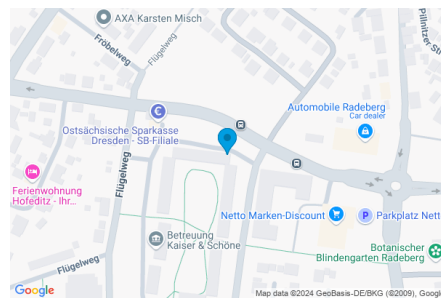 AXA Karsten Misch
Fröbelweg
Flügelweg
Pillnitzer Straße
Automobile Radeberg
Car dealer
Ostsächsische Sparkasse
Dresden - SB-Filiale
Flügelweg
Ferienwohnung
Hofeditz - Ihr...
Netto Marken-Discount
Parkplatz Nett
Betreuung
Kaiser & Schöne
Botanischer
Blindengarten Radeberg
Flügelweg
Google
Map data ©2024 GeoBasis-DE/BKG (©2009), Googl